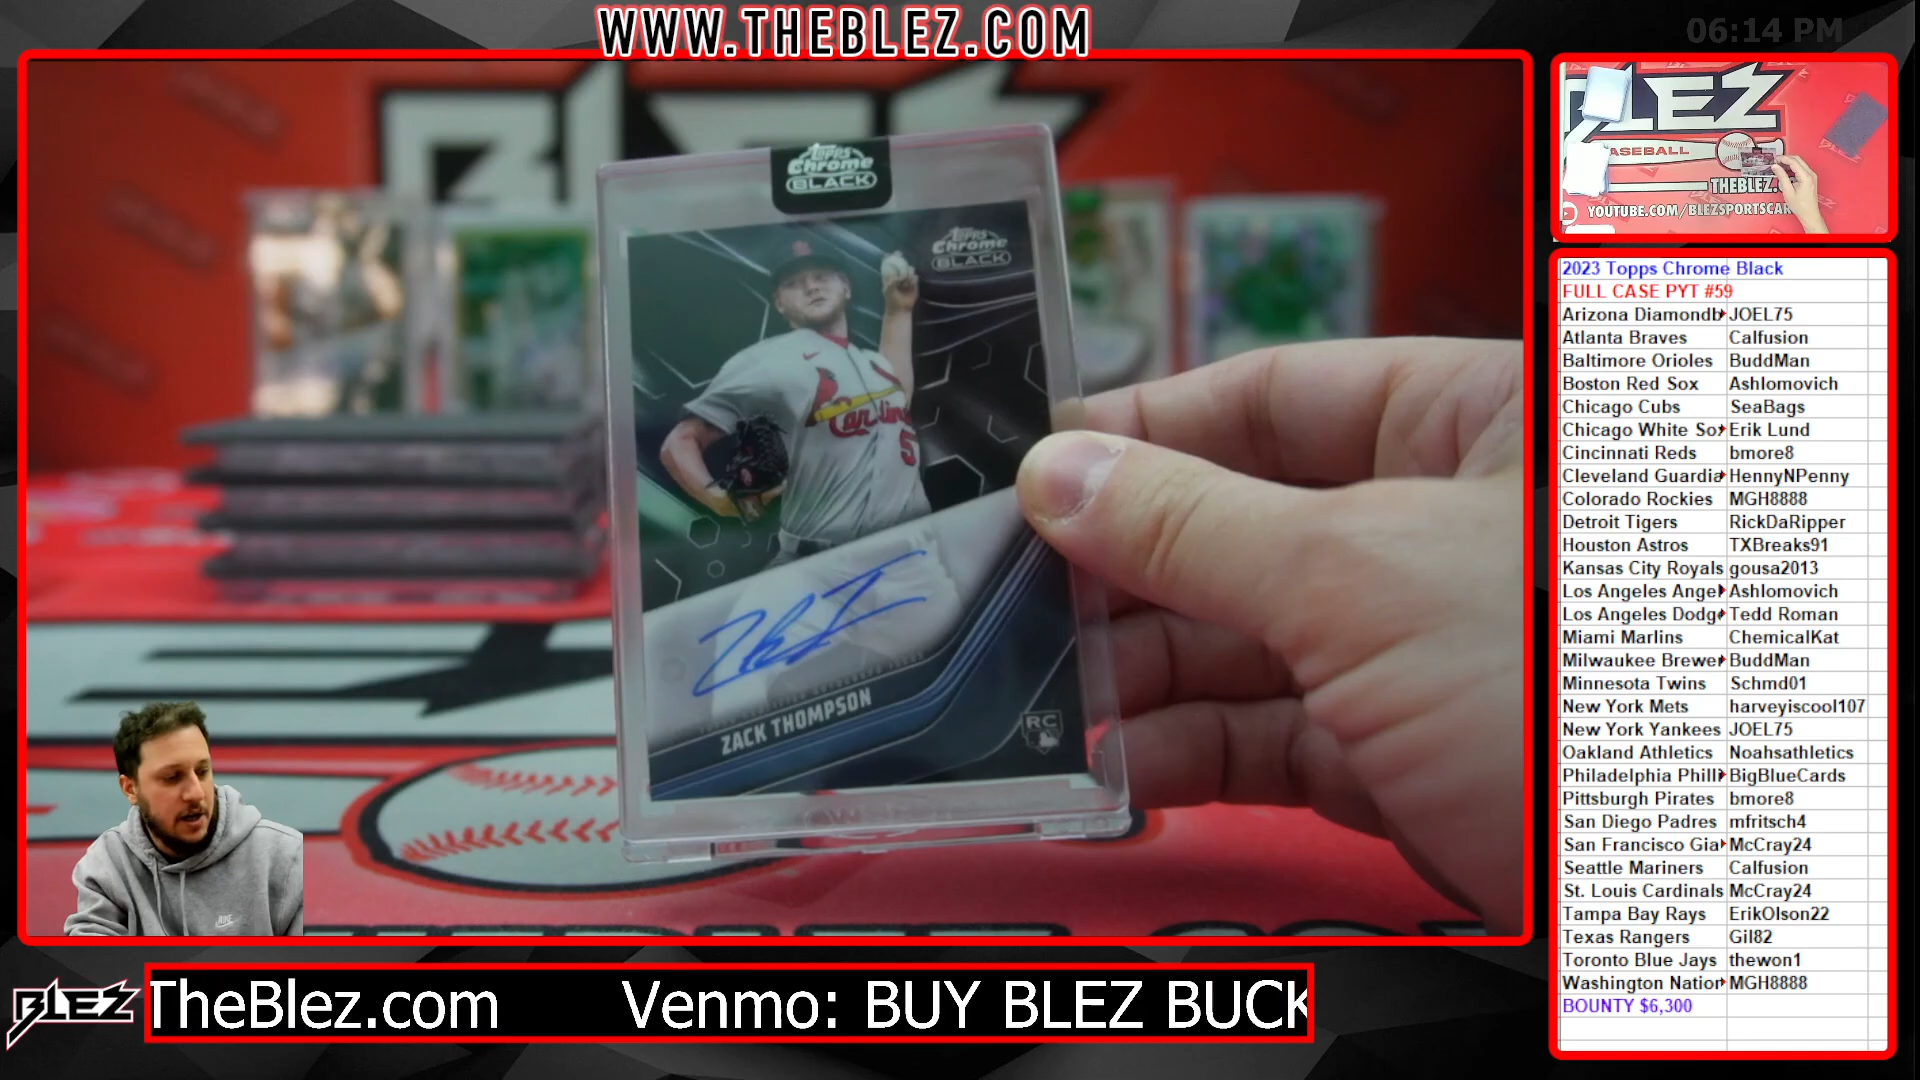 WWW.THEBLEZ.COM
06:14 PM
Topps
Chrome
BLACK
Topps
Chrome
BLACK
Cardinals
5
ZACK THOMPSON
RC
BLEZ
BASEBALL
THEBLEZ.C
YOUTUBE.COM/BLEZSPORTSCAR
2023 Topps Chrome Black
FULL CASE PYT #59
Arizona Diamondb JOEL75
Atlanta Braves Calfusion
Baltimore Orioles BuddMan
Boston Red Sox Ashlomovich
Chicago Cubs SeaBags
Chicago White Sox Erik Lund
Cincinnati Reds bmore8
Cleveland Guardia HennyNPenny
Colorado Rockies MGH8888
Detroit Tigers RickDaRipper
Houston Astros TXBreaks91
Kansas City Royals gousa2013
Los Angeles Angel Ashlomovich
Los Angeles Dodge Tedd Roman
Miami Marlins ChemicalKat
Milwaukee Brewer BuddMan
Minnesota Twins Schmd01
New York Mets harveyiscool107
New York Yankees JOEL75
Oakland Athletics Noahsathletics
Philadelphia Philli BigBlueCards
Pittsburgh Pirates bmore8
San Diego Padres mfritsch4
San Francisco Gia McCray24
Seattle Mariners Calfusion
St. Louis Cardinals McCray24
Tampa Bay Rays ErikOlson22
Texas Rangers Gil82
Toronto Blue Jays thewon1
Washington Nation MGH8888
BOUNTY $6,300
BLEZ
TheBlez.com Venmo: BUY BLEZ BUCK